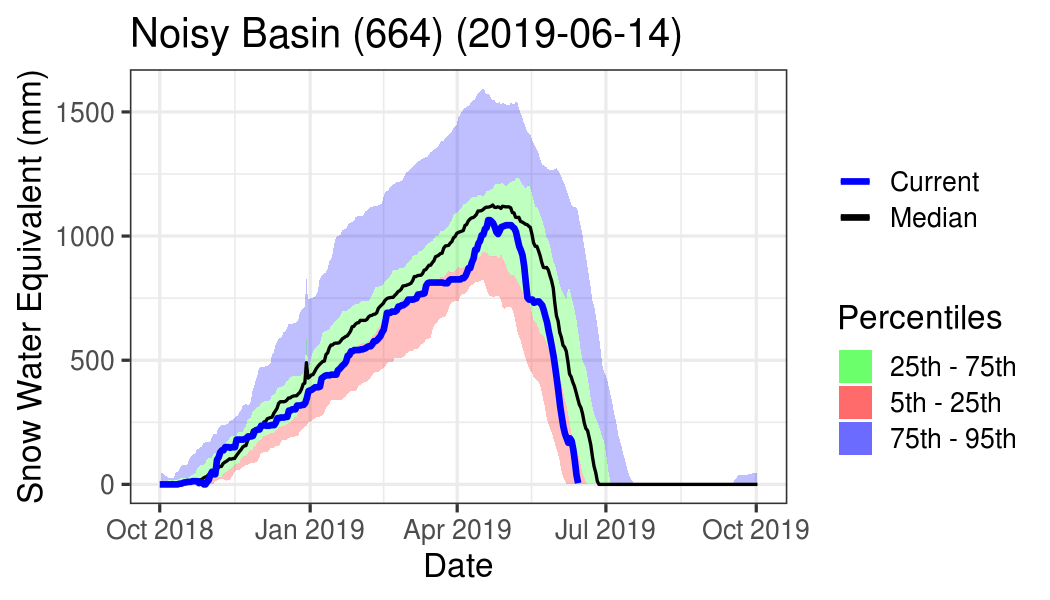 Noisy Basin (664) (2019-06-14)
Snow Water Equivalent (mm)
1500
1000
500
0
Oct 2018
Jan 2019
Apr 2019
Jul 2019
Oct 2019
Date
Current
Median
Percentiles
25th - 75th
5th - 25th
75th - 95th